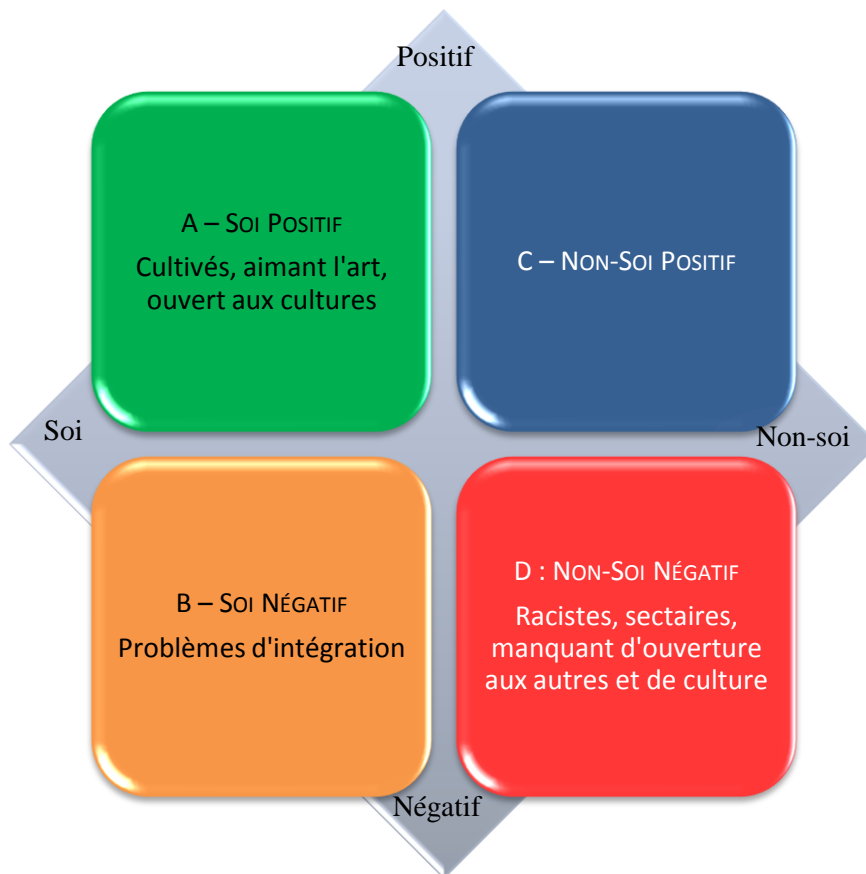 Positif
A – SOI POSITIF
Cultivés, aimant l'art,
ouvert aux cultures
C – NON-SOI POSITIF
Soi
Non-soi
B – SOI NÉGATIF
Problèmes d'intégration
D : NON-SOI NÉGATIF
Racistes, sectaires,
manquant d'ouverture
aux autres et de culture
Négatif